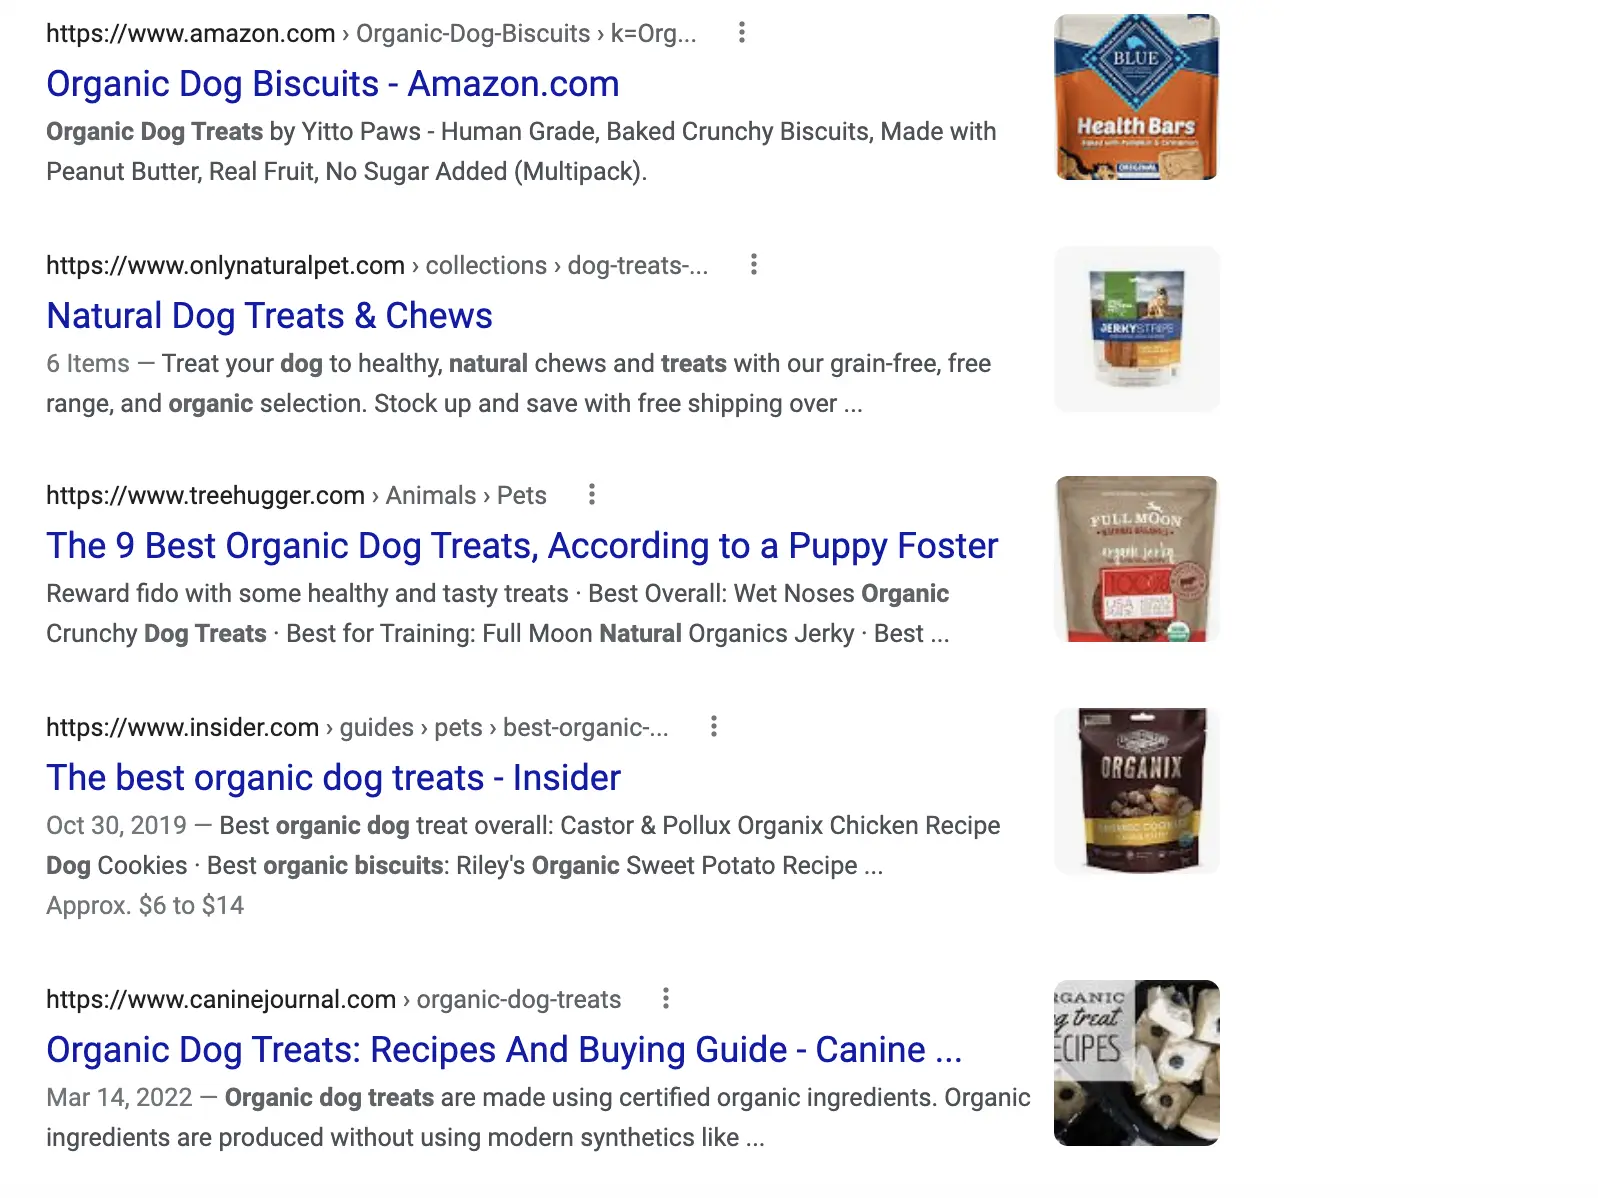 https://www.amazon.com › Organic-Dog-Biscuits › k=Org...
Organic Dog Biscuits - Amazon.com
Organic Dog Treats by Yitto Paws - Human Grade, Baked Crunchy Biscuits, Made with
Peanut Butter, Real Fruit, No Sugar Added (Multipack).
BLUE
Health Bars
Baked with Pumpkin & Cinnamon
ORIGINAL
https://www.onlynaturalpet.com › collections › dog-treats-...
Natural Dog Treats & Chews
6 Items — Treat your dog to healthy, natural chews and treats with our grain-free, free
range, and organic selection. Stock up and save with free shipping over ...
JERKY STRIPS
https://www.treehugger.com › Animals › Pets
The 9 Best Organic Dog Treats, According to a Puppy Foster
Reward fido with some healthy and tasty treats · Best Overall: Wet Noses Organic
Crunchy Dog Treats · Best for Training: Full Moon Natural Organics Jerky · Best ...
FULL MOON
organic jerky
100%
USA
https://www.insider.com › guides › pets › best-organic-...
The best organic dog treats - Insider
Oct 30, 2019 — Best organic dog treat overall: Castor & Pollux Organix Chicken Recipe
Dog Cookies · Best organic biscuits: Riley's Organic Sweet Potato Recipe ...
Approx. $6 to $14
ORGANIX
ORGANIC COOKIES
https://www.caninejournal.com › organic-dog-treats
Organic Dog Treats: Recipes And Buying Guide - Canine ...
Mar 14, 2022 — Organic dog treats are made using certified organic ingredients. Organic
ingredients are produced without using modern synthetics like ...
RGANIC
g treat
ECIPES